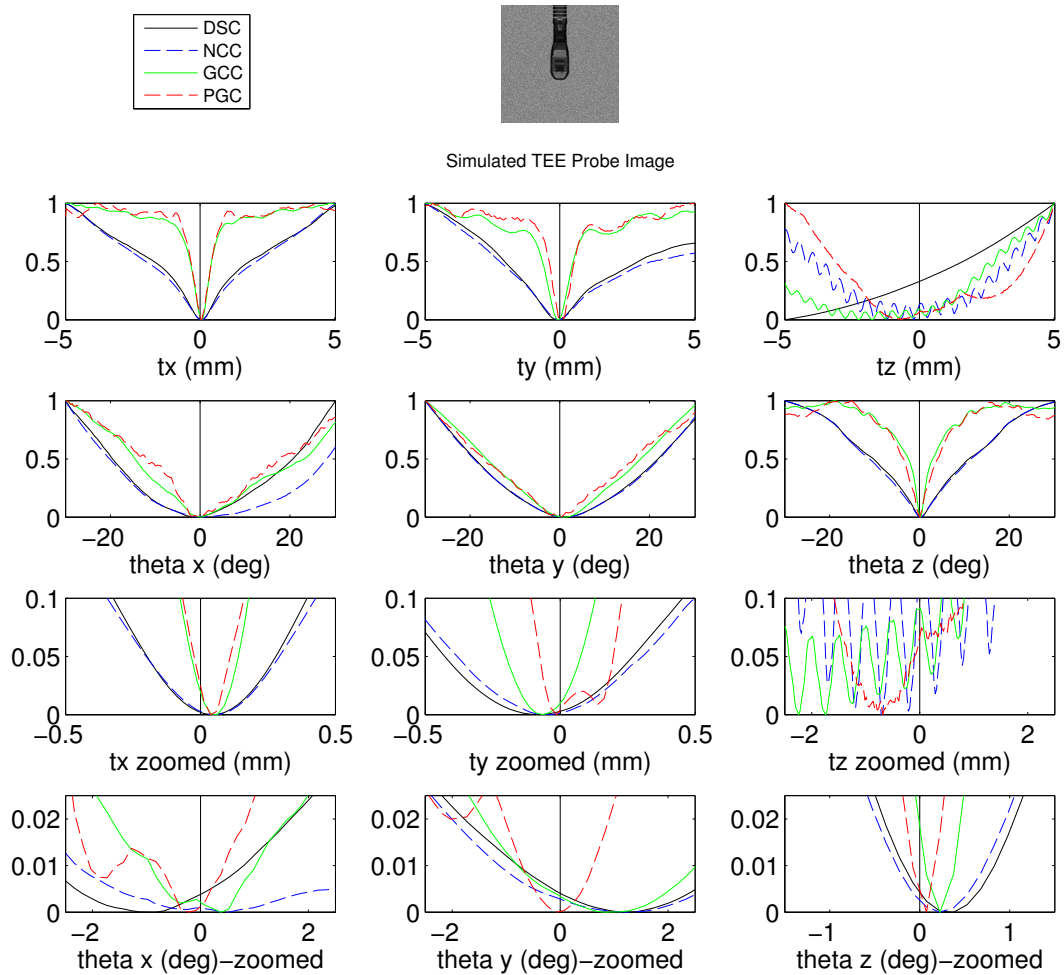 DSC
NCC
GCC
PGC
Simulated TEE Probe Image
1
0.5
0
−5 0 5
tx (mm)
1
0.5
0
−5 0 5
ty (mm)
1
0.5
0
−5 0 5
tz (mm)
1
0.5
0
−20 0 20
theta x (deg)
1
0.5
0
−20 0 20
theta y (deg)
1
0.5
0
−20 0 20
theta z (deg)
0.1
0.05
0
−0.5 0 0.5
tx zoomed (mm)
0.1
0.05
0
−0.5 0 0.5
ty zoomed (mm)
0.1
0.05
0
−2 0 2
tz zoomed (mm)
0.02
0.01
0
−2 0 2
theta x (deg)−zoomed
0.02
0.01
0
−2 0 2
theta y (deg)−zoomed
0.02
0.01
0
−1 0 1
theta z (deg)−zoomed